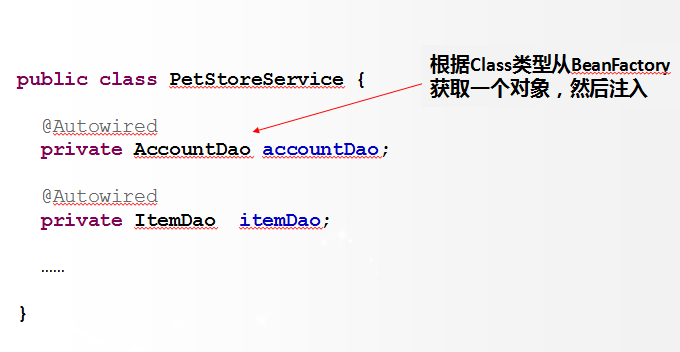 根据Class类型从BeanFactory
获取一个对象，然后注入
public class PetStoreService {
@Autowired
private AccountDao accountDao;
@Autowired
private ItemDao  itemDao;
……
}